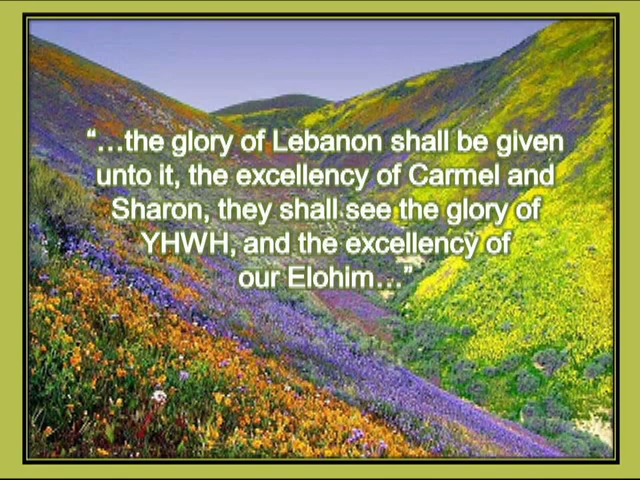 “…the glory of Lebanon shall be given
unto it, the excellency of Carmel and
Sharon, they shall see the glory of
YHWH, and the excellency of
our Elohim…”